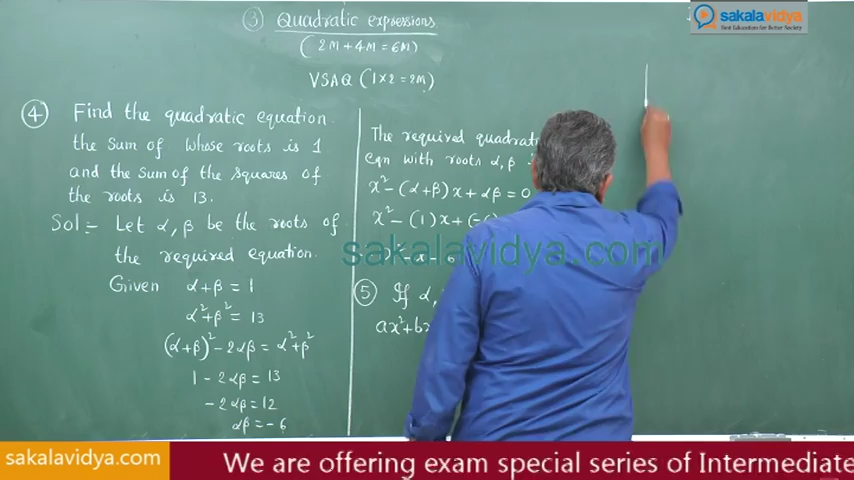 ③ Quadratic expressions
(2M + 4M = 6M)
VSAQ (1×2 = 2M)
④ Find the quadratic equation
the sum of whose roots is 1
and the sum of the squares of
the roots is 13.
Sol:- Let α, β be the roots of
the required equation.
Given α+β = 1
α²+β² = 13
(α+β)² - 2αβ = α²+β²
1 - 2αβ = 13
-2αβ = 12
αβ = -6
The required
eqn with roots α, β
x² - (α+β)x + αβ = 0
x² - (1)x +
x² - x - 6
⑤ If α,
sakalavidya
Best Educators for Better Society
sakalavidya.com
sakalavidya.com
We are offering exam special series of Intermediate